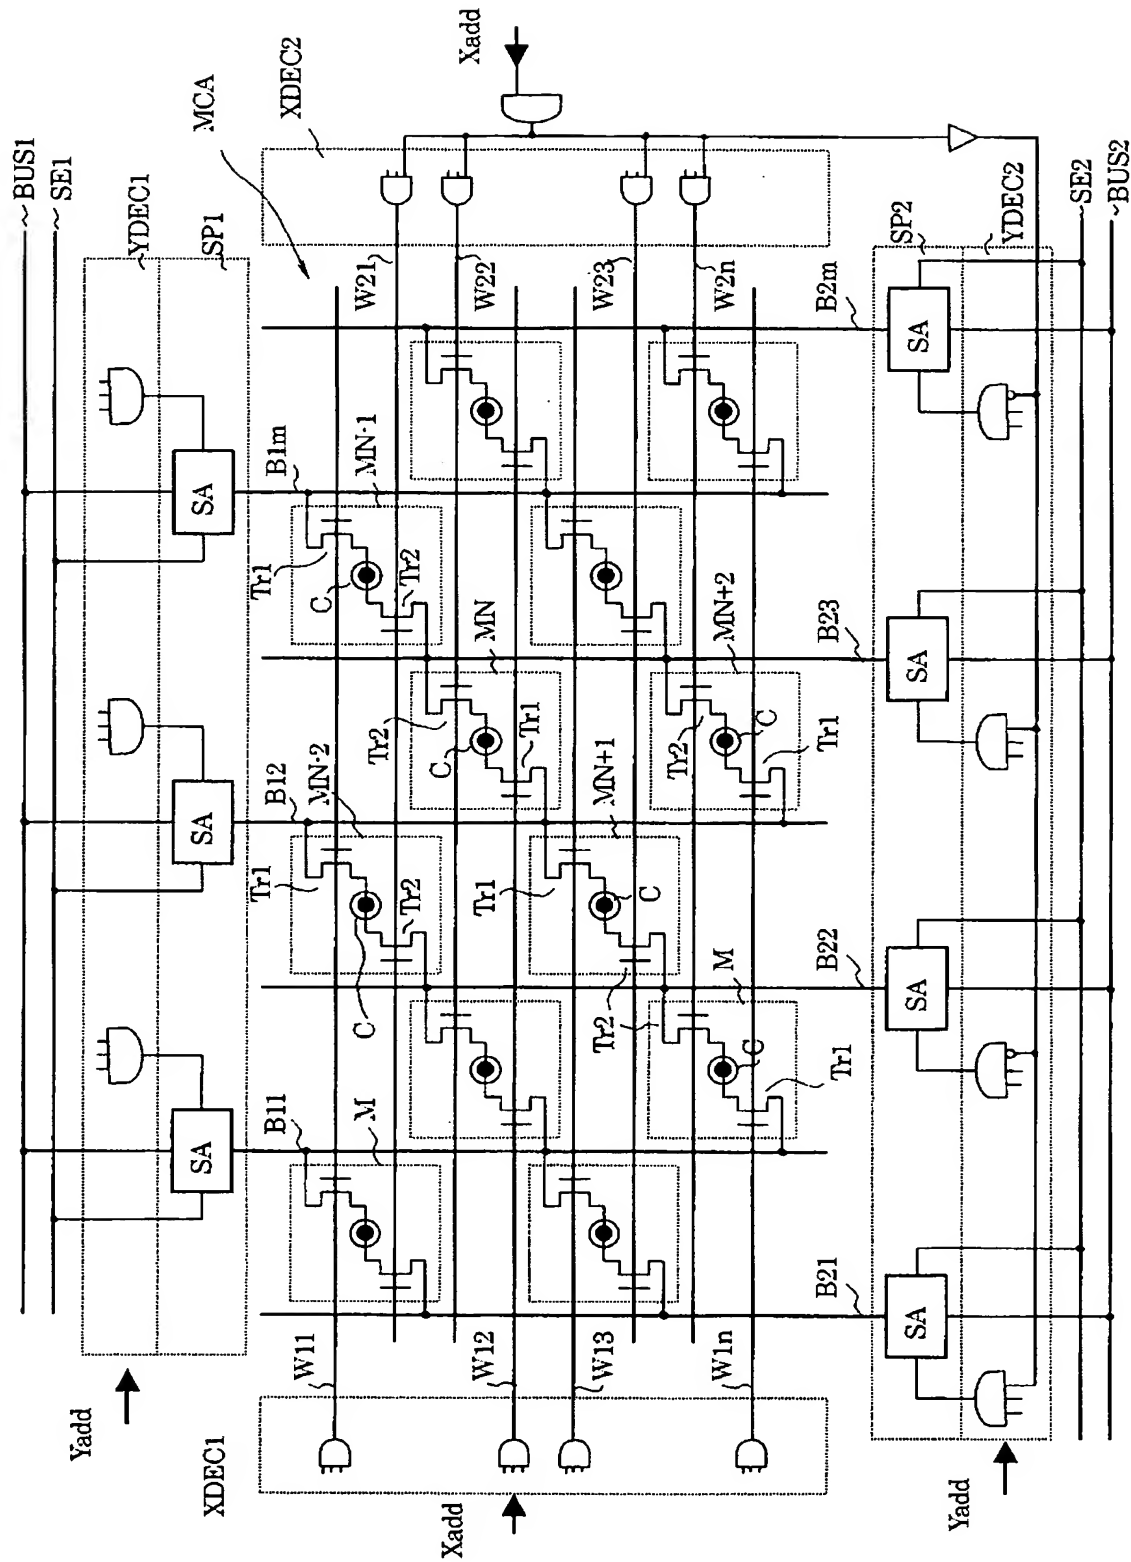 BUS1
SE1
YDEC1
SP1
MCA
XDEC2
Xadd
SA
SA
SA
B1m
MN-1
Tr1
C
Tr2
W21
W22
W23
W2n
B12
MN-2
Tr1
C
Tr2
MN
Tr2
C
Tr1
MN+1
Tr1
C
Tr2
MN+2
Tr2
C
Tr1
B11
M
M
Tr2
C
Tr1
W11
W12
W13
W1n
XDEC1
Xadd
Yadd
B2m
B23
B22
B21
SP2
YDEC2
SA
SA
SA
SA
SE2
BUS2
Yadd